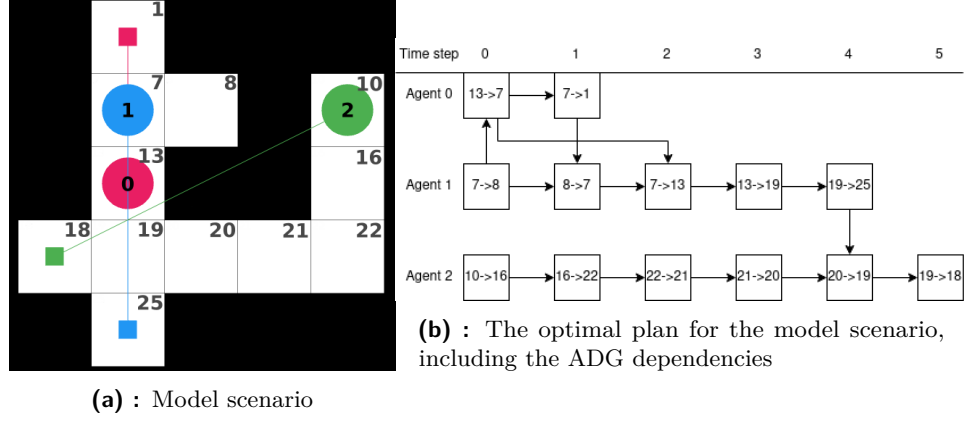 1
7
8
10
1
2
13
16
0
18
19
20
21
22
25
(a) : Model scenario
Time step 0 1 2 3 4 5
Agent 0 13->7 7->1
Agent 1 7->8 8->7 7->13 13->19 19->25
Agent 2 10->16 16->22 22->21 21->20 20->19 19->18
(b) : The optimal plan for the model scenario,
including the ADG dependencies